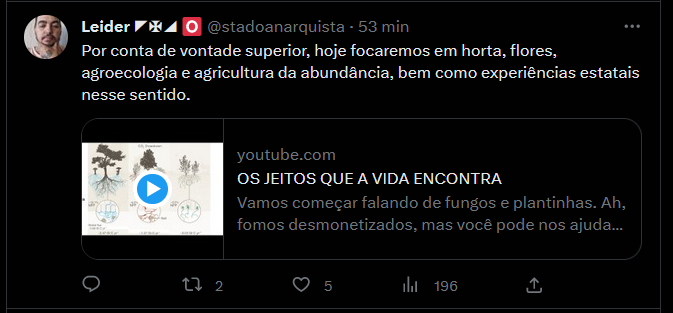 Leider ◤✠◢ 🅾 @stadoanarquista · 53 min
Por conta de vontade superior, hoje focaremos em horta, flores,
agroecologia e agricultura da abundância, bem como experiências estatais
nesse sentido.
youtube.com
OS JEITOS QUE A VIDA ENCONTRA
Vamos começar falando de fungos e plantinhas. Ah,
fomos desmonetizados, mas você pode nos ajuda...
2 5 196